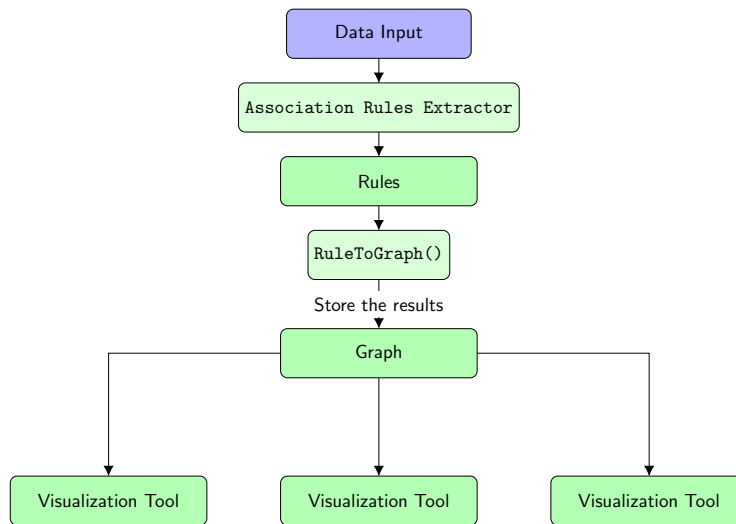 Data Input
Association Rules Extractor
Rules
RuleToGraph()
Store the results
Graph
Visualization Tool
Visualization Tool
Visualization Tool